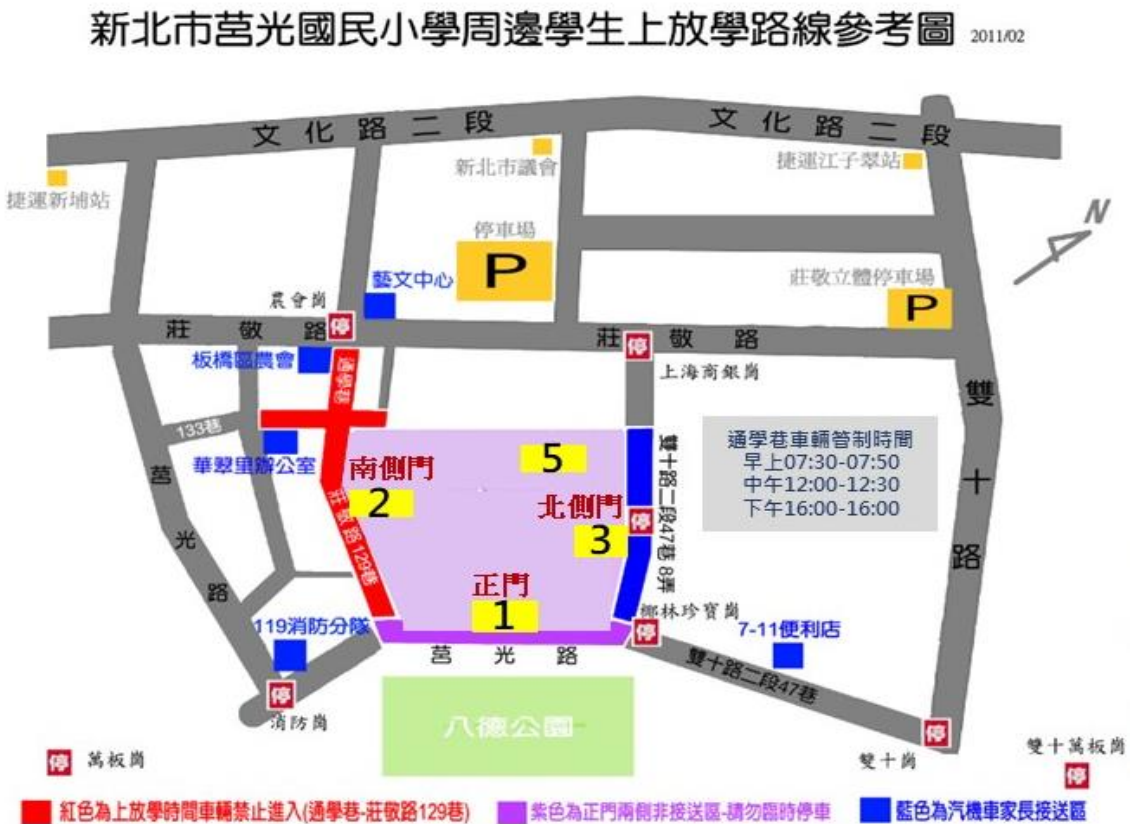 新北市莒光國民小學周邊學生上放學路線參考圖 2011/02
文化路二段
文化路二段
新北市議會
捷運江子翠站
捷運新埔站
N
停車場
P
藝文中心
莊敬立體停車場
P
農會崗
停
莊敬路
莊敬路
停
上海商銀崗
板橋區農會
通學巷
雙十路
133巷
通學巷車輛管制時間
早上07:30-07:50
中午12:00-12:30
下午16:00-16:00
華翠里辦公室
南側門
2
5
雙十路二段47巷 8弄
北側門
停
3
莒光路
莊敬路129巷
正門
1
椰林珍寶崗
停
119消防分隊
7-11便利店
莒光路
雙十路二段47巷
停
消防崗
八德公園
停
雙十崗
停
萬板崗
雙十萬板崗
停
紅色為上放學時間車輛禁止進入(通學巷-莊敬路129巷)
紫色為正門兩側非接送區-請勿臨時停車
藍色為汽機車家長接送區